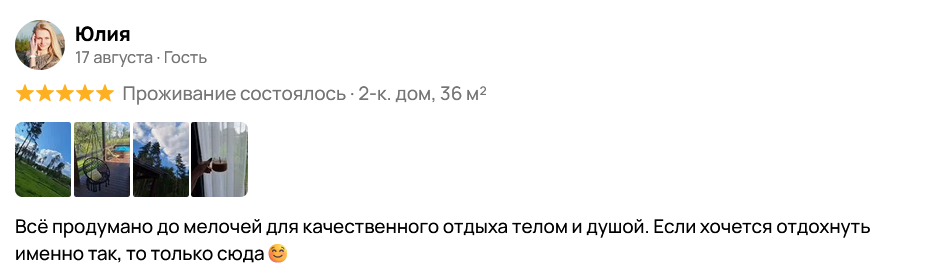 Юлия
17 августа · Гость
Проживание состоялось · 2-к. дом, 36 м²
Всё продумано до мелочей для качественного отдыха телом и душой. Если хочется отдохнуть
именно так, то только сюда😊